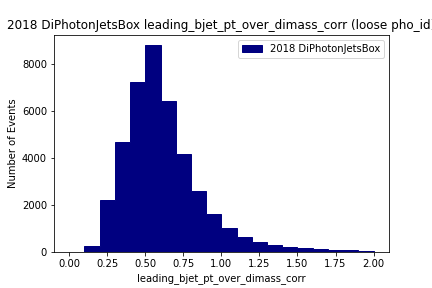 2018 DiPhotonJetsBox leading_bjet_pt_over_dimass_corr (loose pho_id
2018 DiPhotonJetsBox
Number of Events
8000
6000
4000
2000
0
0.00 0.25 0.50 0.75 1.00 1.25 1.50 1.75 2.00
leading_bjet_pt_over_dimass_corr